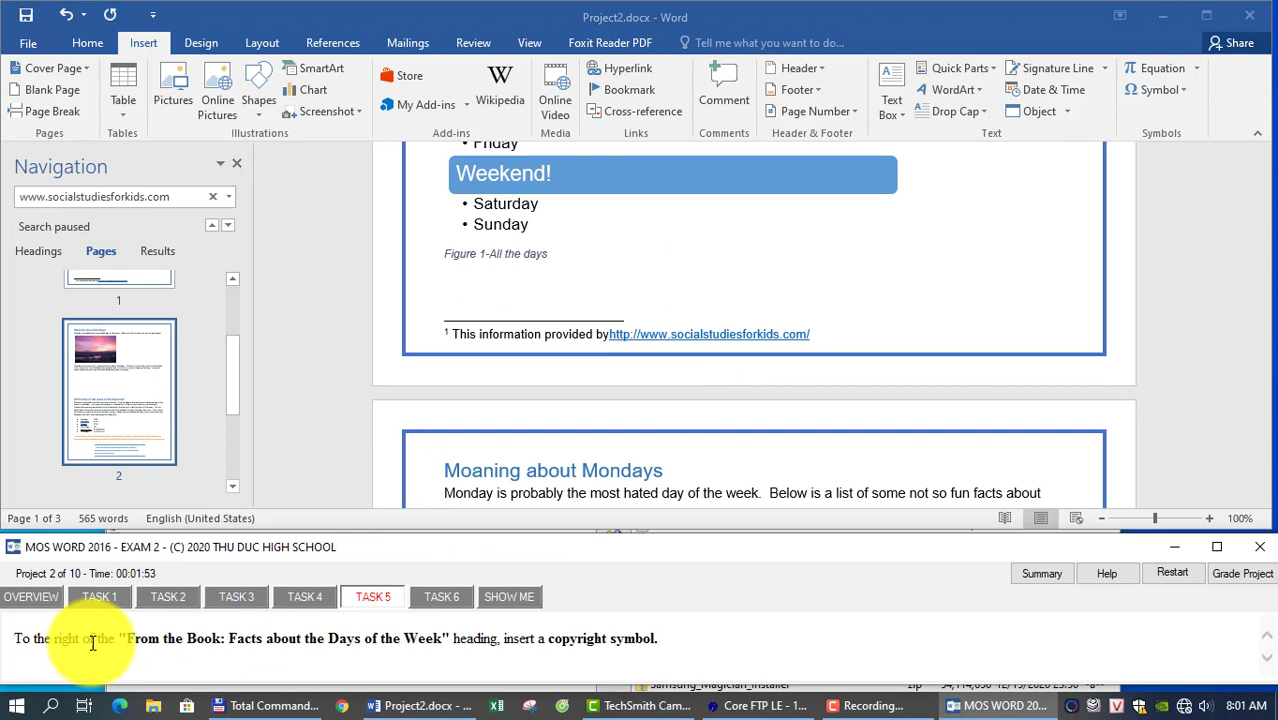 Project2.docx - Word
File Home Insert Design Layout References Mailings Review View Foxit Reader PDF Tell me what you want to do... Share
Cover Page
Blank Page
Page Break
Pages
Table
Tables
Pictures
Online Pictures
Shapes
SmartArt
Chart
Screenshot
Illustrations
Store
My Add-ins
W
Wikipedia
Add-ins
Online Video
Media
Hyperlink
Bookmark
Cross-reference
Links
Comment
Comments
Header
Footer
Page Number
Header & Footer
Text Box
Quick Parts
WordArt
Drop Cap
Signature Line
Date & Time
Object
Text
Equation
Symbol
Symbols
Navigation
www.socialstudiesforkids.com
Search paused
Headings Pages Results
1
2
• Friday
Weekend!
• Saturday
• Sunday
Figure 1-All the days
1 This information provided byhttp://www.socialstudiesforkids.com/
Moaning about Mondays
Monday is probably the most hated day of the week. Below is a list of some not so fun facts about
Page 1 of 3 565 words English (United States) 100%
MOS WORD 2016 - EXAM 2 - (C) 2020 THU DUC HIGH SCHOOL
Project 2 of 10 - Time: 00:01:53
Summary Help Restart Grade Project
OVERVIEW TASK 1 TASK 2 TASK 3 TASK 4 TASK 5 TASK 6 SHOW ME
To the right of the "From the Book: Facts about the Days of the Week" heading, insert a copyright symbol.
Total Command... Project2.docx - ... TechSmith Cam... Core FTP LE - 1... Recording... MOS WORD 20... 8:01 AM